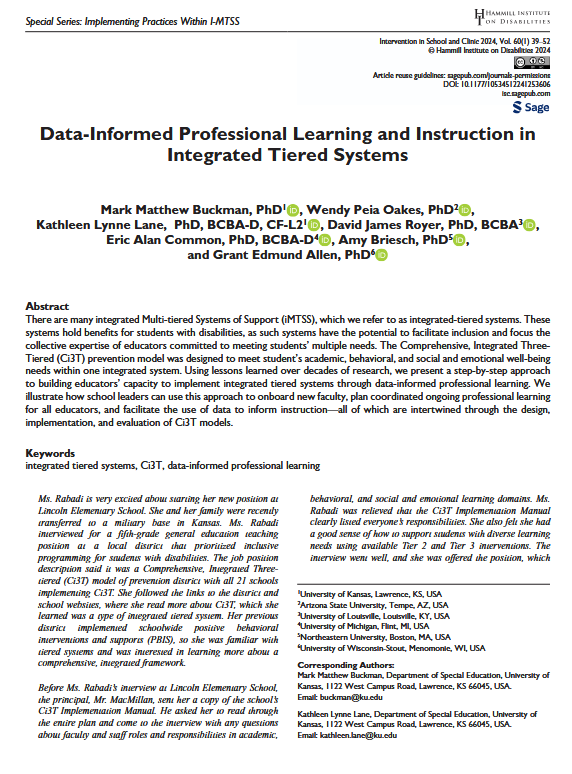 Special Series: Implementing Practices Within I-MTSS
HAMMILL INSTITUTE
ON DISABILITIES
Intervention in School and Clinic 2024, Vol. 60(1) 39–52
© Hammill Institute on Disabilities 2024
Article reuse guidelines: sagepub.com/journals-permissions
DOI: 10.1177/10534512241253606
isc.sagepub.com
Sage
Data-Informed Professional Learning and Instruction in
Integrated Tiered Systems
Mark Matthew Buckman, PhD1, Wendy Peia Oakes, PhD2,
Kathleen Lynne Lane, PhD, BCBA-D, CF-L21, David James Royer, PhD, BCBA3,
Eric Alan Common, PhD, BCBA-D4, Amy Briesch, PhD5,
and Grant Edmund Allen, PhD6
Abstract
There are many integrated Multi-tiered Systems of Support (iMTSS), which we refer to as integrated-tiered systems. These
systems hold benefits for students with disabilities, as such systems have the potential to facilitate inclusion and focus the
collective expertise of educators committed to meeting students' multiple needs. The Comprehensive, Integrated Three-
Tiered (Ci3T) prevention model was designed to meet student's academic, behavioral, and social and emotional well-being
needs within one integrated system. Using lessons learned over decades of research, we present a step-by-step approach
to building educators' capacity to implement integrated tiered systems through data-informed professional learning. We
illustrate how school leaders can use this approach to onboard new faculty, plan coordinated ongoing professional learning
for all educators, and facilitate the use of data to inform instruction—all of which are intertwined through the design,
implementation, and evaluation of Ci3T models.
Keywords
integrated tiered systems, Ci3T, data-informed professional learning
Ms. Rabadi is very excited about starting her new position at
Lincoln Elementary School. She and her family were recently
transferred to a military base in Kansas. Ms. Rabadi
interviewed for a fifth-grade general education teaching
position at a local district that prioritized inclusive
programming for students with disabilities. The job position
description said it was a Comprehensive, Integrated Three-
tiered (Ci3T) model of prevention district with all 21 schools
implementing Ci3T. She followed the links to the district and
school websites, where she read more about Ci3T, which she
learned was a type of integrated tiered system. Her previous
district implemented schoolwide positive behavioral
interventions and supports (PBIS), so she was familiar with
tiered systems and was interested in learning more about a
comprehensive, integrated framework.
Before Ms. Rabadi's interview at Lincoln Elementary School,
the principal, Mr. MacMillan, sent her a copy of the school's
Ci3T Implementation Manual. He asked her to read through
the entire plan and come to the interview with any questions
about faculty and staff roles and responsibilities in academic,
behavioral, and social and emotional learning domains. Ms.
Rabadi was relieved that the Ci3T Implementation Manual
clearly listed everyone's responsibilities. She also felt she had
a good sense of how to support students with diverse learning
needs using available Tier 2 and Tier 3 interventions. The
interview went well, and she was offered the position, which
1University of Kansas, Lawrence, KS, USA
2Arizona State University, Tempe, AZ, USA
3University of Louisville, Louisville, KY, USA
4University of Michigan, Flint, MI, USA
5Northeastern University, Boston, MA, USA
6University of Wisconsin-Stout, Menomonie, WI, USA
Corresponding Authors:
Mark Matthew Buckman, Department of Special Education, University of
Kansas, 1122 West Campus Road, Lawrence, KS 66045, USA.
Email: buckman@ku.edu
Kathleen Lynne Lane, Department of Special Education, University of
Kansas, 1122 West Campus Road, Lawrence, KS 66045, USA.
Email: kathleen.lane@ku.edu